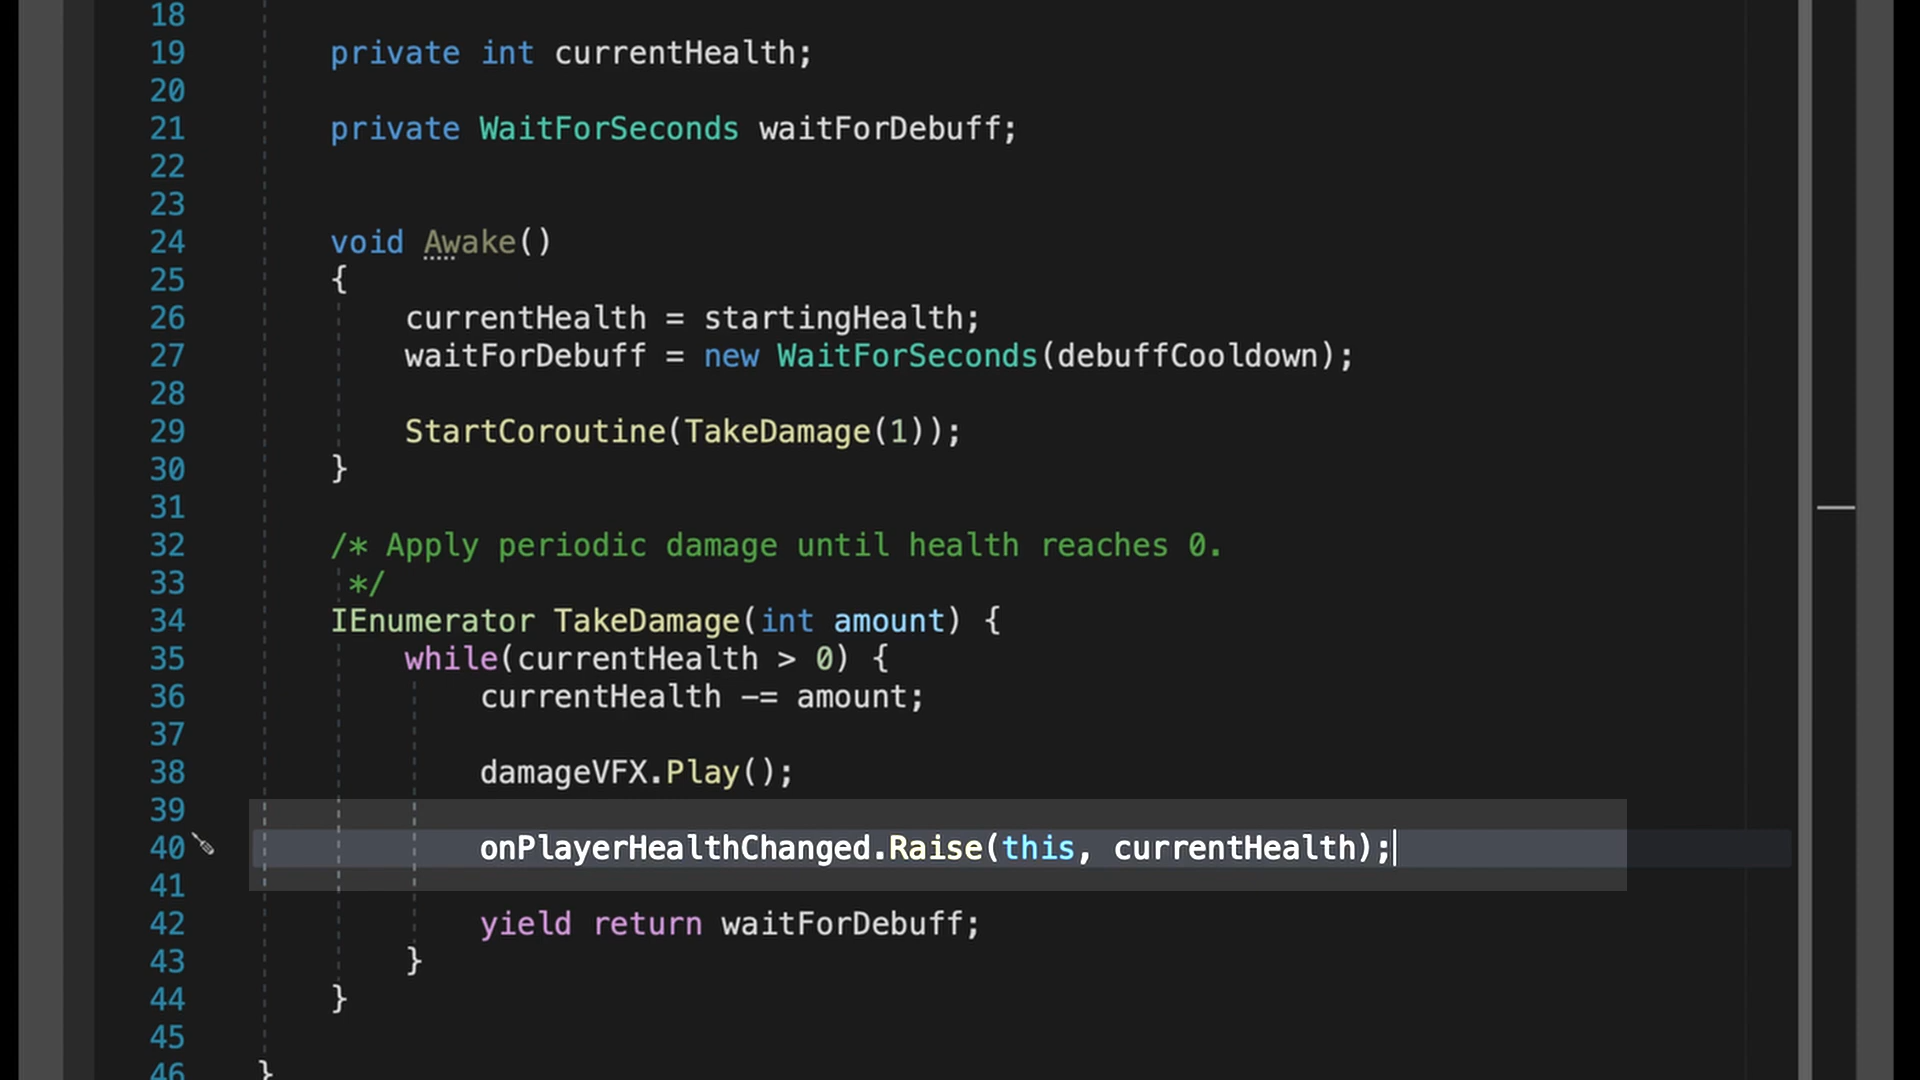 18
19 private int currentHealth;
20
21 private WaitForSeconds waitForDebuff;
22
23
24 void Awake()
25 {
26 currentHealth = startingHealth;
27 waitForDebuff = new WaitForSeconds(debuffCooldown);
28
29 StartCoroutine(TakeDamage(1));
30 }
31
32 /* Apply periodic damage until health reaches 0.
33 */
34 IEnumerator TakeDamage(int amount) {
35 while(currentHealth > 0) {
36 currentHealth -= amount;
37
38 damageVFX.Play();
39
40 onPlayerHealthChanged.Raise(this, currentHealth);
41
42 yield return waitForDebuff;
43 }
44 }
45
46 }